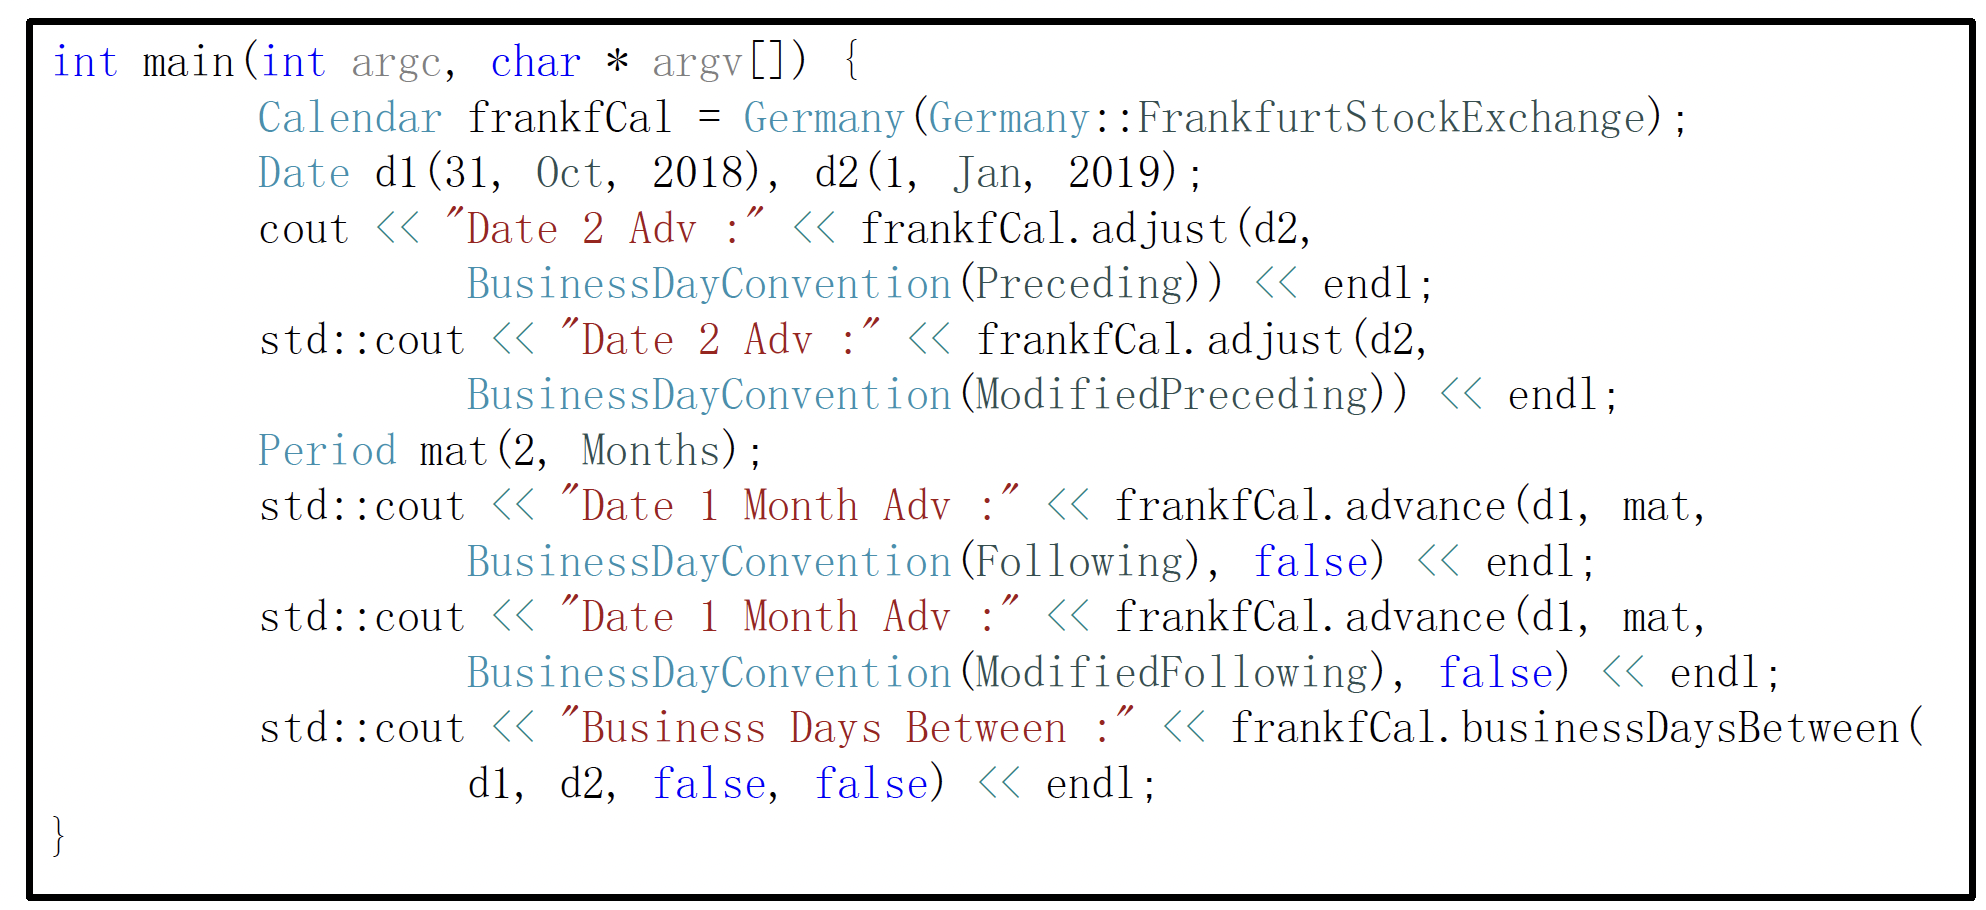 int main(int argc, char * argv[]) {
Calendar frankfCal = Germany(Germany::FrankfurtStockExchange);
Date d1(31, Oct, 2018), d2(1, Jan, 2019);
cout << "Date 2 Adv :" << frankfCal.adjust(d2,
BusinessDayConvention(Preceding)) << endl;
std::cout << "Date 2 Adv :" << frankfCal.adjust(d2,
BusinessDayConvention(ModifiedPreceding)) << endl;
Period mat(2, Months);
std::cout << "Date 1 Month Adv :" << frankfCal.advance(d1, mat,
BusinessDayConvention(Following), false) << endl;
std::cout << "Date 1 Month Adv :" << frankfCal.advance(d1, mat,
BusinessDayConvention(ModifiedFollowing), false) << endl;
std::cout << "Business Days Between :" << frankfCal.businessDaysBetween(
d1, d2, false, false) << endl;
}